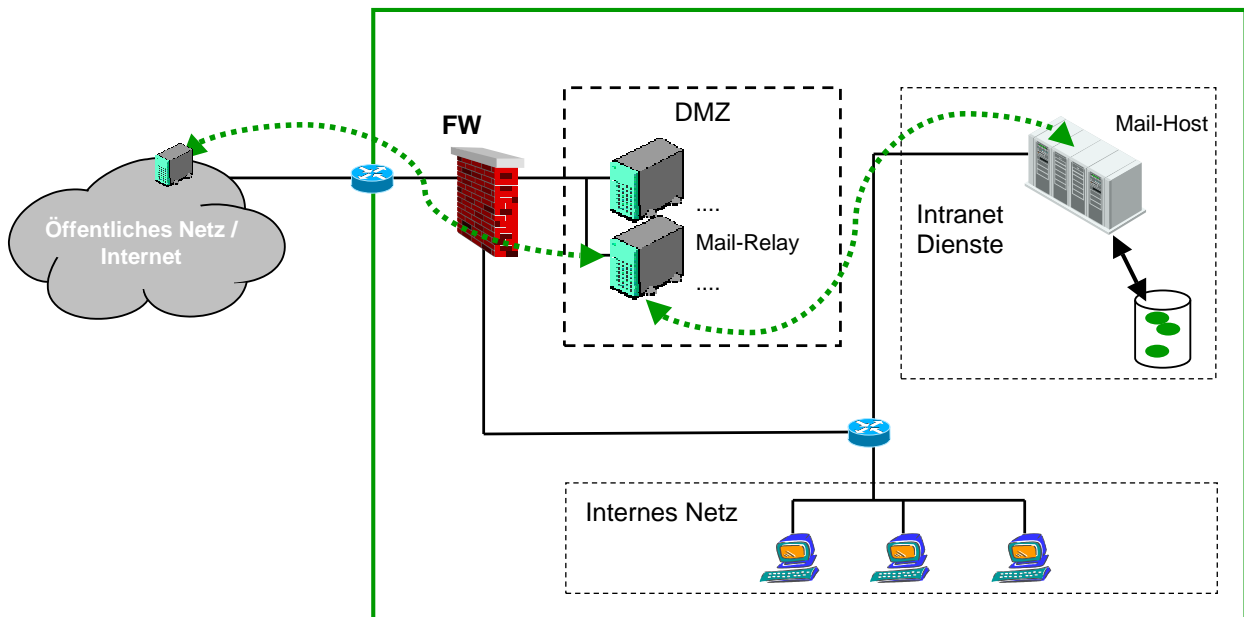 FW
DMZ
Öffentliches Netz /
Internet
....
Mail-Relay
....
Mail-Host
Intranet
Dienste
Internes Netz